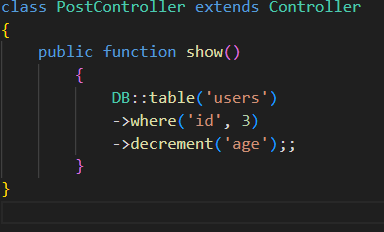 class PostController extends Controller
{
public function show()
{
DB::table('users')
->where('id', 3)
->decrement('age');;
}
}